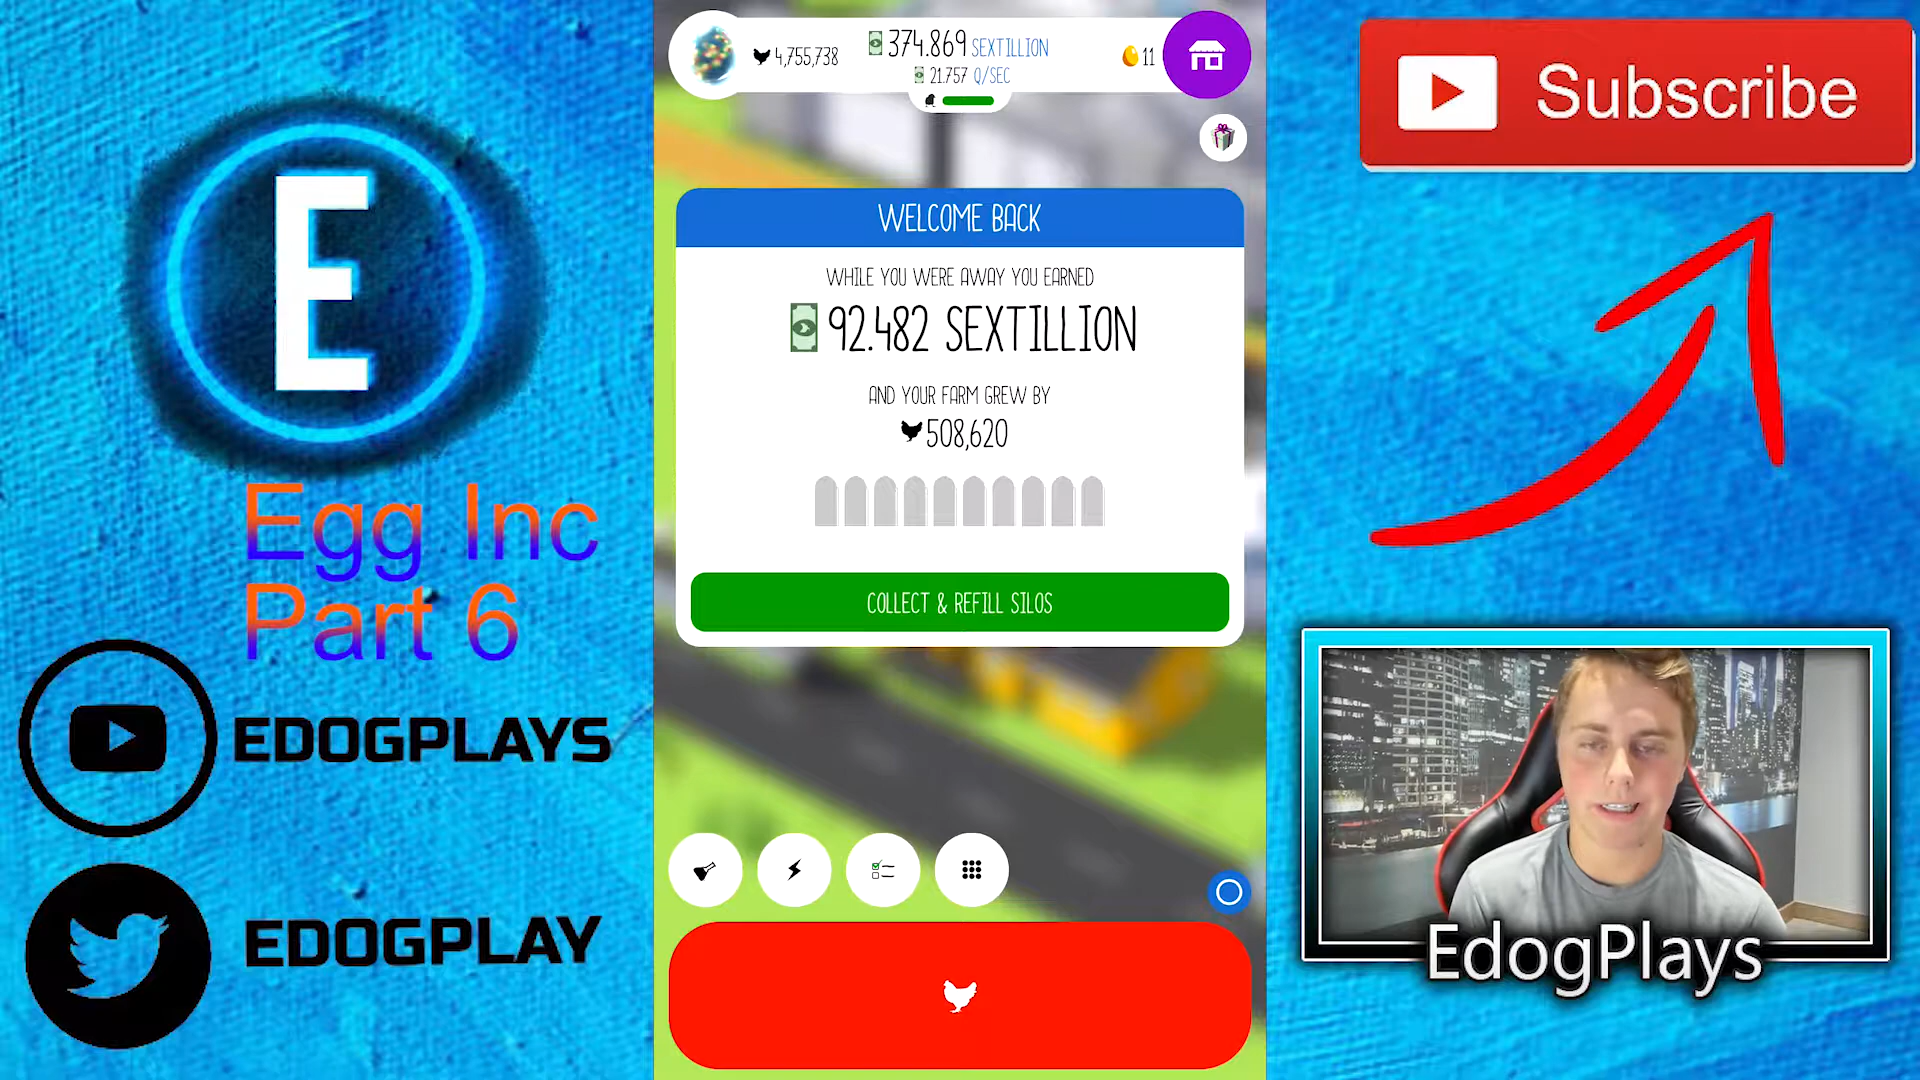 4,755,738
374.869 SEXTILLION
21.757 Q/SEC
11
Subscribe
WELCOME BACK
WHILE YOU WERE AWAY YOU EARNED
92.482 SEXTILLION
AND YOUR FARM GREW BY
508,620
COLLECT & REFILL SILOS
E
Egg Inc
Part 6
EDOGPLAYS
EDOGPLAY
EdogPlays